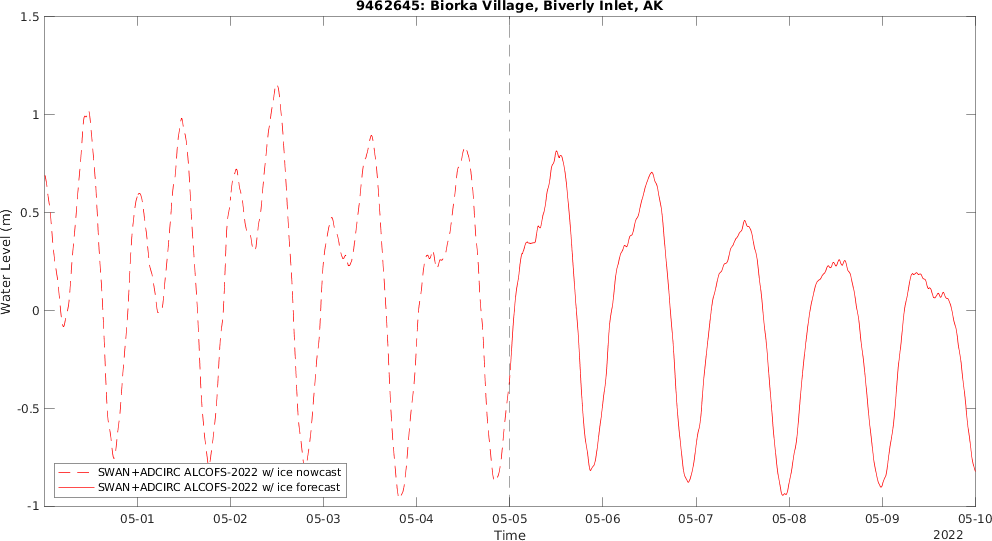 9462645: Biorka Village, Biverly Inlet, AK
1.5
1
0.5
0
-0.5
-1
Water Level (m)
SWAN+ADCIRC ALCOFS-2022 w/ ice nowcast
SWAN+ADCIRC ALCOFS-2022 w/ ice forecast
05-01 05-02 05-03 05-04 05-05 05-06 05-07 05-08 05-09 05-10
Time
2022